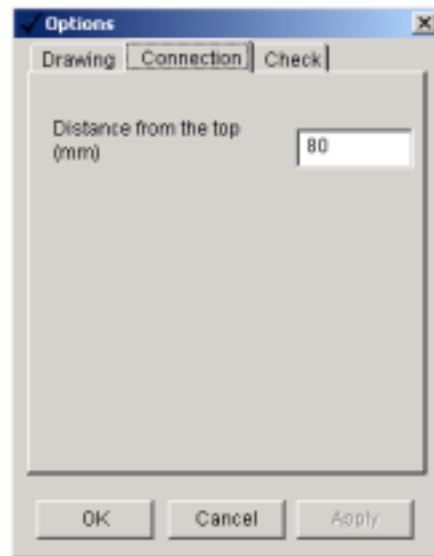 Options
Drawing Connection Check
Distance from the top
(mm)
80
OK Cancel Apply